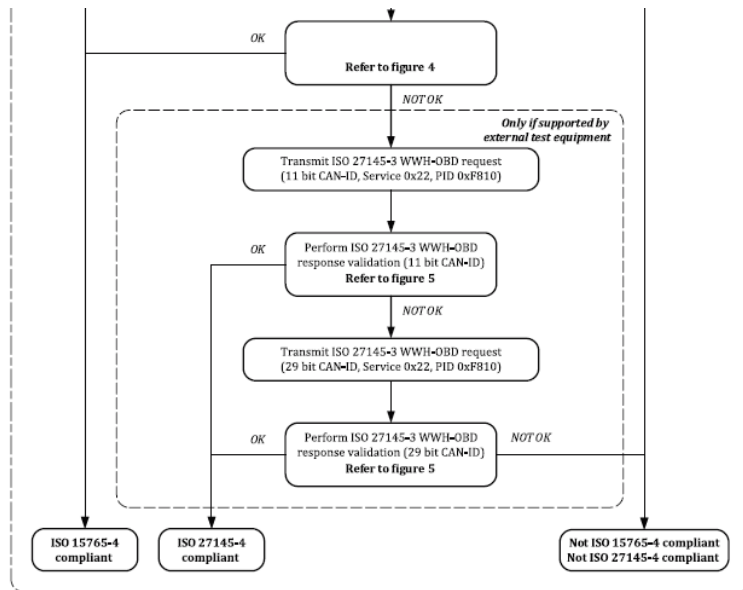 OK
Refer to figure 4
NOT OK
Only if supported by
external test equipment
Transmit ISO 27145-3 WWH-OBD request
(11 bit CAN-ID, Service 0x22, PID 0xF810)
OK
Perform ISO 27145-3 WWH-OBD
response validation (11 bit CAN-ID)
Refer to figure 5
NOT OK
Transmit ISO 27145-3 WWH-OBD request
(29 bit CAN-ID, Service 0x22, PID 0xF810)
OK
Perform ISO 27145-3 WWH-OBD
response validation (29 bit CAN-ID)
Refer to figure 5
NOT OK
ISO 15765-4
compliant
ISO 27145-4
compliant
Not ISO 15765-4 compliant
Not ISO 27145-4 compliant